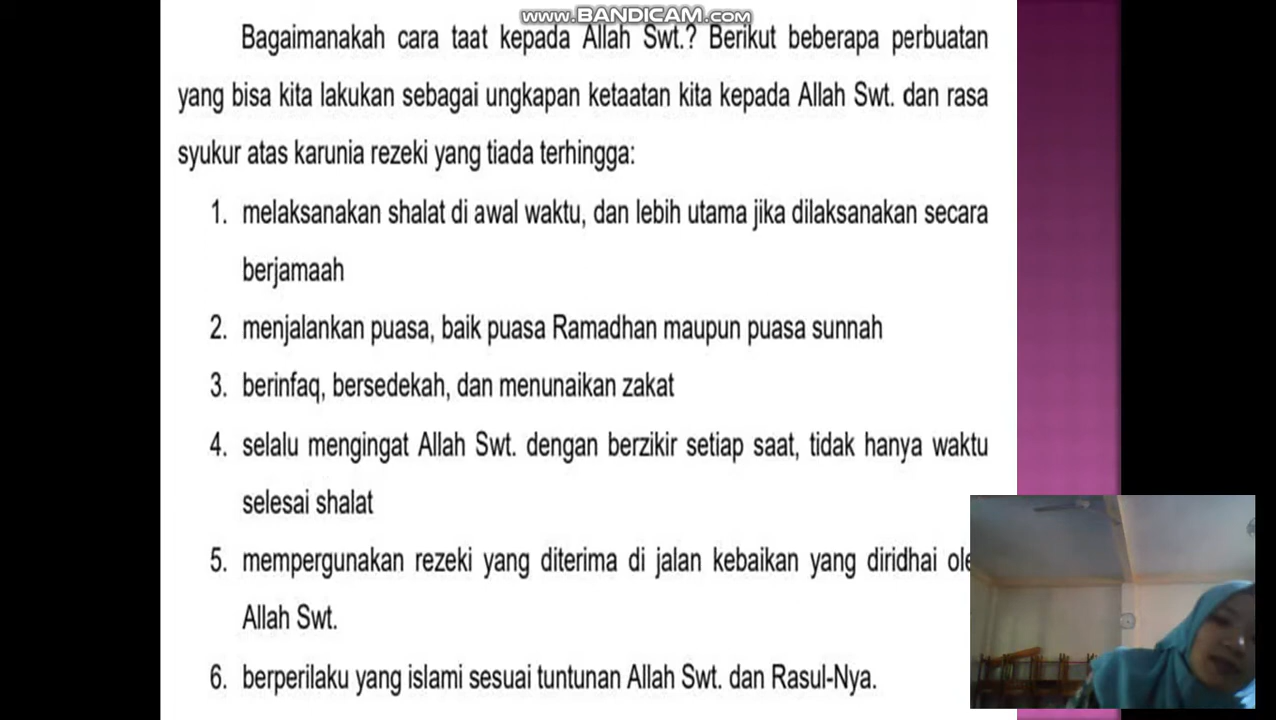 www.BANDICAM.com
Bagaimanakah cara taat kepada Allah Swt.? Berikut beberapa perbuatan
yang bisa kita lakukan sebagai ungkapan ketaatan kita kepada Allah Swt. dan rasa
syukur atas karunia rezeki yang tiada terhingga:
1. melaksanakan shalat di awal waktu, dan lebih utama jika dilaksanakan secara
berjamaah
2. menjalankan puasa, baik puasa Ramadhan maupun puasa sunnah
3. berinfaq, bersedekah, dan menunaikan zakat
4. selalu mengingat Allah Swt. dengan berzikir setiap saat, tidak hanya waktu
selesai shalat
5. mempergunakan rezeki yang diterima di jalan kebaikan yang diridhai
Allah Swt.
6. berperilaku yang islami sesuai tuntunan Allah Swt. dan Rasul-Nya.